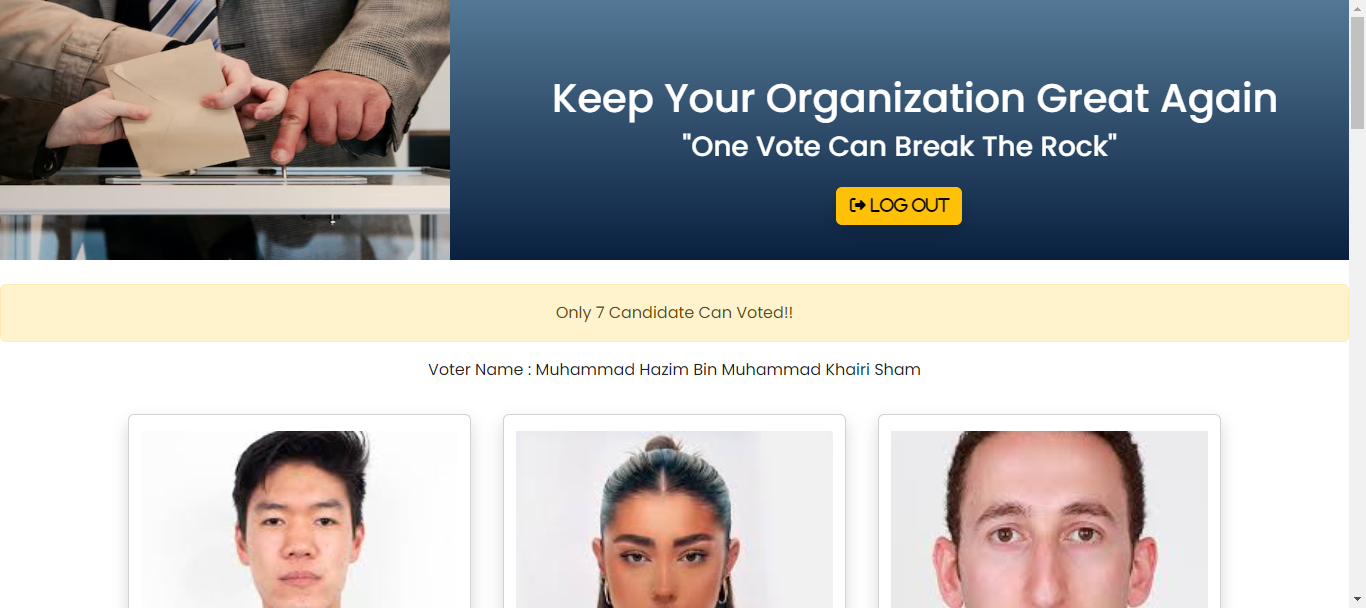 Keep Your Organization Great Again
"One Vote Can Break The Rock"
LOG OUT
Only 7 Candidate Can Voted!!
Voter Name : Muhammad Hazim Bin Muhammad Khairi Sham